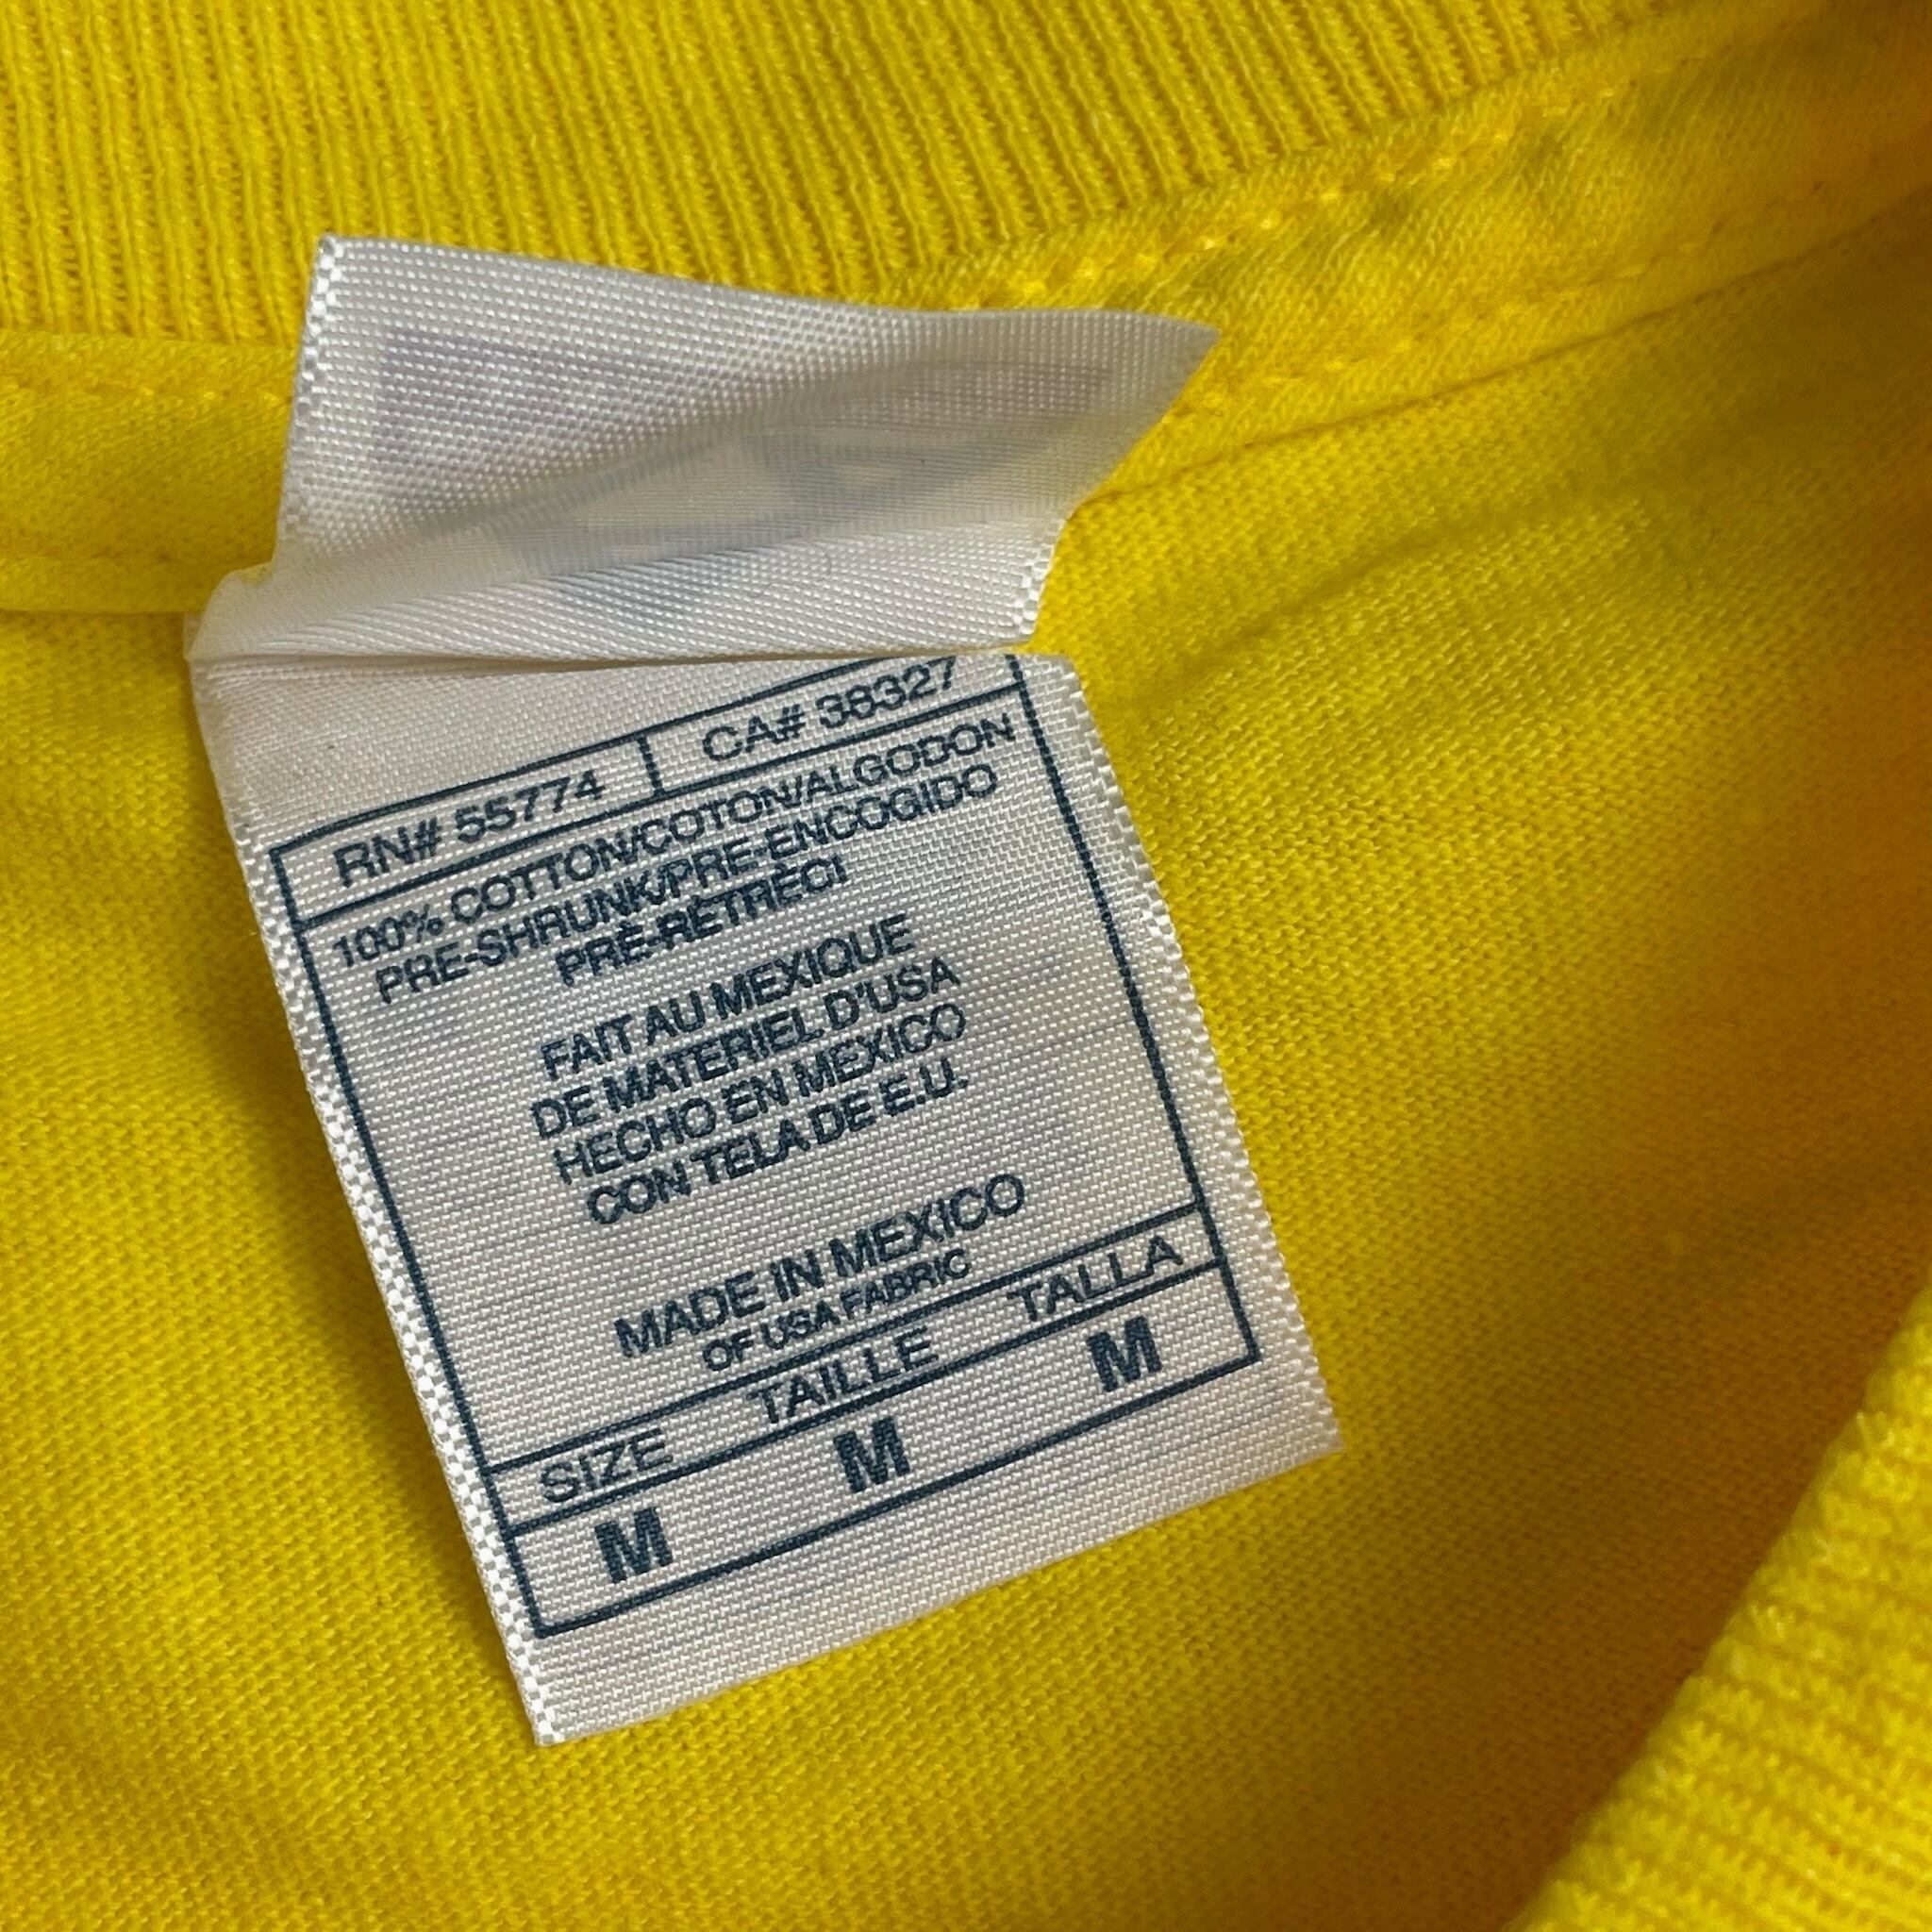 RN# 55774 CA# 38327
100% COTTON/COTON/ALGODON
PRE-SHRUNK/PRE-ENCOGIDO
PRÉ-RÉTRÉCI
FAIT AU MEXIQUE
DE MATERIEL D'USA
HECHO EN MEXICO
CON TELA DE E.U.
MADE IN MEXICO
OF USA FABRIC
SIZE TAILLE TALLA
M M M